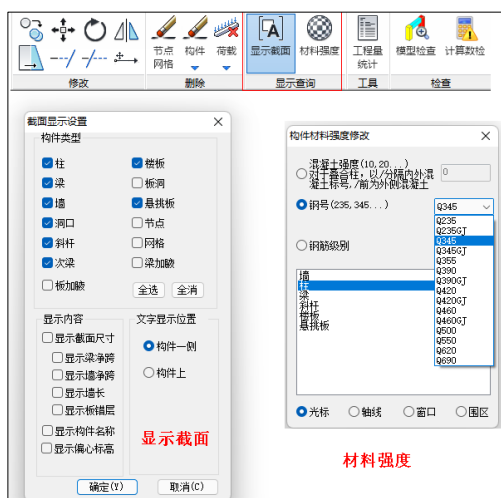 节点 构件 荷载 显示截面 材料强度 工程量 模型检查 计算数检
网格 统计
修改 删除 显示查询 工具 检查
截面显示设置
构件类型
柱 楼板
梁 板洞
墙 悬挑板
洞口 节点
斜杆 网格
次梁 梁加腋
板加腋 全选 全消
显示内容 文字显示位置
显示截面尺寸
显示梁净跨 构件一侧
显示墙净跨 构件上
显示墙长
显示板错层
显示构件名称
显示偏心标高
显示截面
确定(Y) 取消(C)
构件材料强度修改
混凝土强度(10,20...)
对于叠合柱，以/分隔内外混
凝土标号,/前为外侧混凝土
0
钢号(235,345...) Q345
Q235
Q235GJ
Q345
Q345GJ
Q355
Q390
Q390GJ
Q420
Q420GJ
Q460
Q460GJ
Q500
Q550
Q620
Q690
钢筋级别
墙
柱
梁
斜杆
楼板
悬挑板
光标 轴线 窗口 围区
材料强度